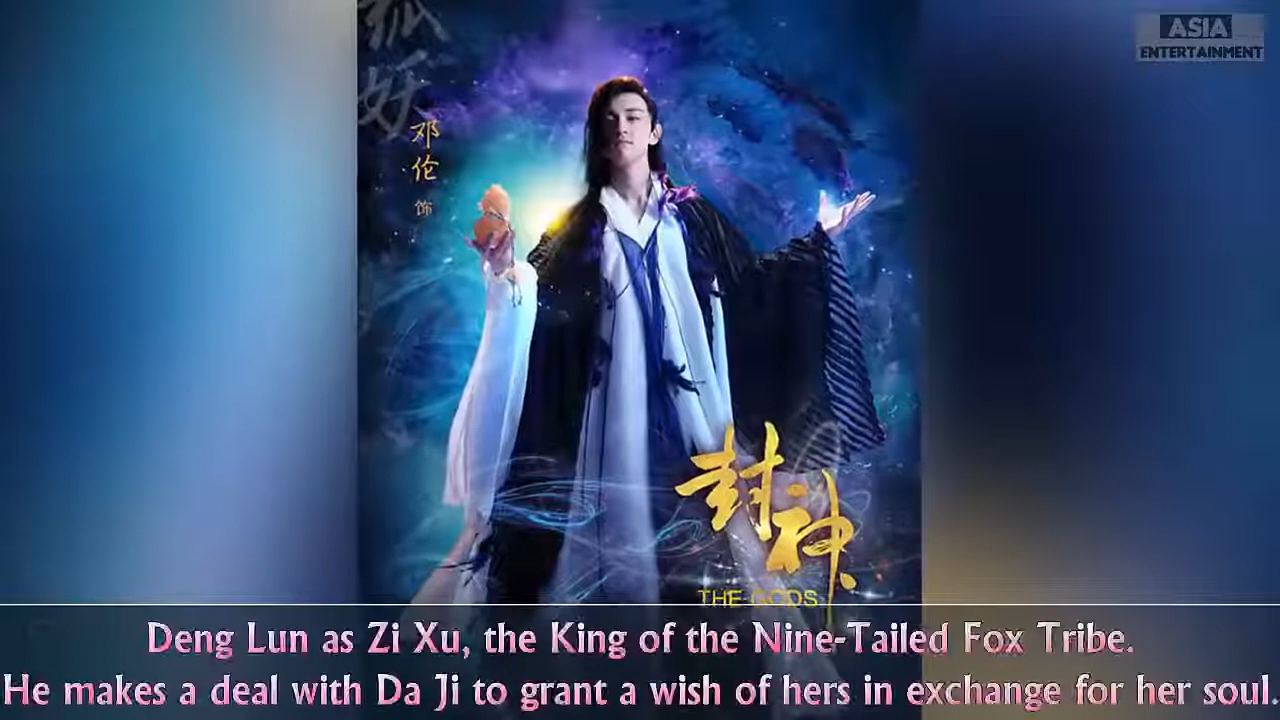 ASIA
ENTERTAINMENT
狐妖
邓伦
饰
封神
THE GODS
Deng Lun as Zi Xu, the King of the Nine-Tailed Fox Tribe.
He makes a deal with Da Ji to grant a wish of hers in exchange for her soul.